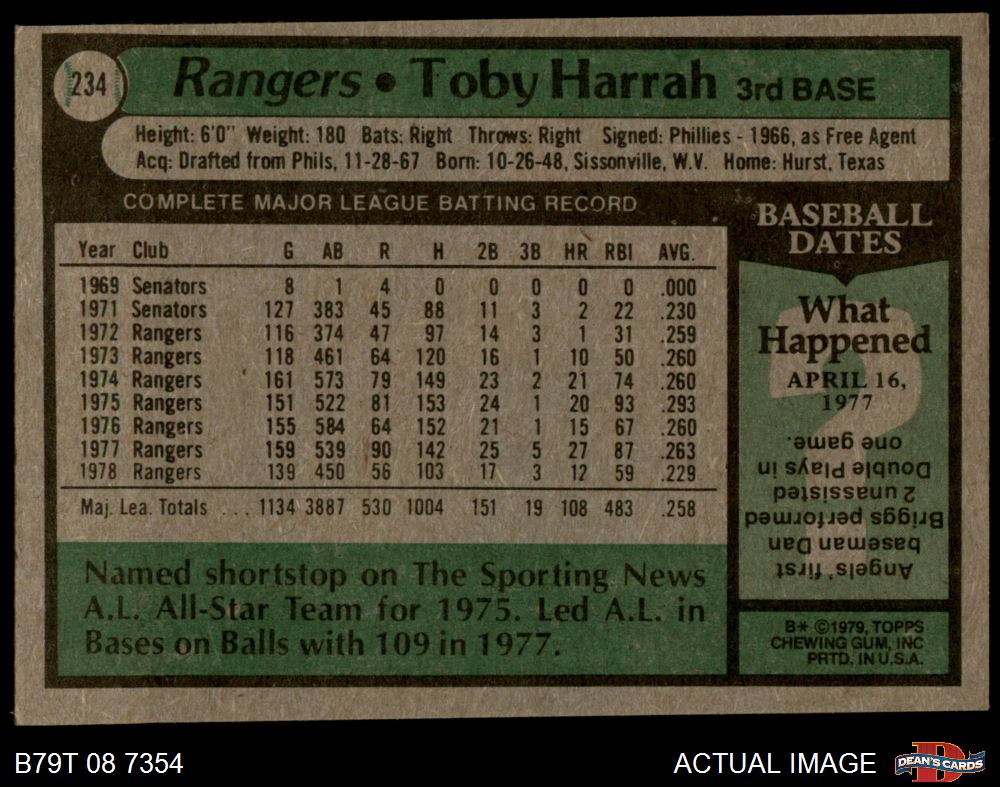 234
Rangers • Toby Harrah 3rd BASE
Height: 6'0" Weight: 180 Bats: Right Throws: Right Signed: Phillies - 1966, as Free Agent
Acq: Drafted from Phils, 11-28-67 Born: 10-26-48, Sissonville, W.V. Home: Hurst, Texas
COMPLETE MAJOR LEAGUE BATTING RECORD
Year Club G AB R H 2B 3B HR RBI AVG.
1969 Senators 8 1 4 0 0 0 0 0 .000
1971 Senators 127 383 45 88 11 3 2 22 .230
1972 Rangers 116 374 47 97 14 3 1 31 .259
1973 Rangers 118 461 64 120 16 1 10 50 .260
1974 Rangers 161 573 79 149 23 2 21 74 .260
1975 Rangers 151 522 81 153 24 1 20 93 .293
1976 Rangers 155 584 64 152 21 1 15 67 .260
1977 Rangers 159 539 90 142 25 5 27 87 .263
1978 Rangers 139 450 56 103 17 3 12 59 .229
Maj. Lea. Totals ... 1134 3887 530 1004 151 19 108 483 .258
Named shortstop on The Sporting News
A.L. All-Star Team for 1975. Led A.L. in
Bases on Balls with 109 in 1977.
BASEBALL
DATES
What
Happened
APRIL 16,
1977
Angels' first
baseman Dan
Briggs performed
2 unassisted
Double Plays in
one game.
B* ©1979, TOPPS
CHEWING GUM, INC
PRTD. IN U.S.A.
B79T 08 7354
ACTUAL IMAGE
DEAN'S CARDS